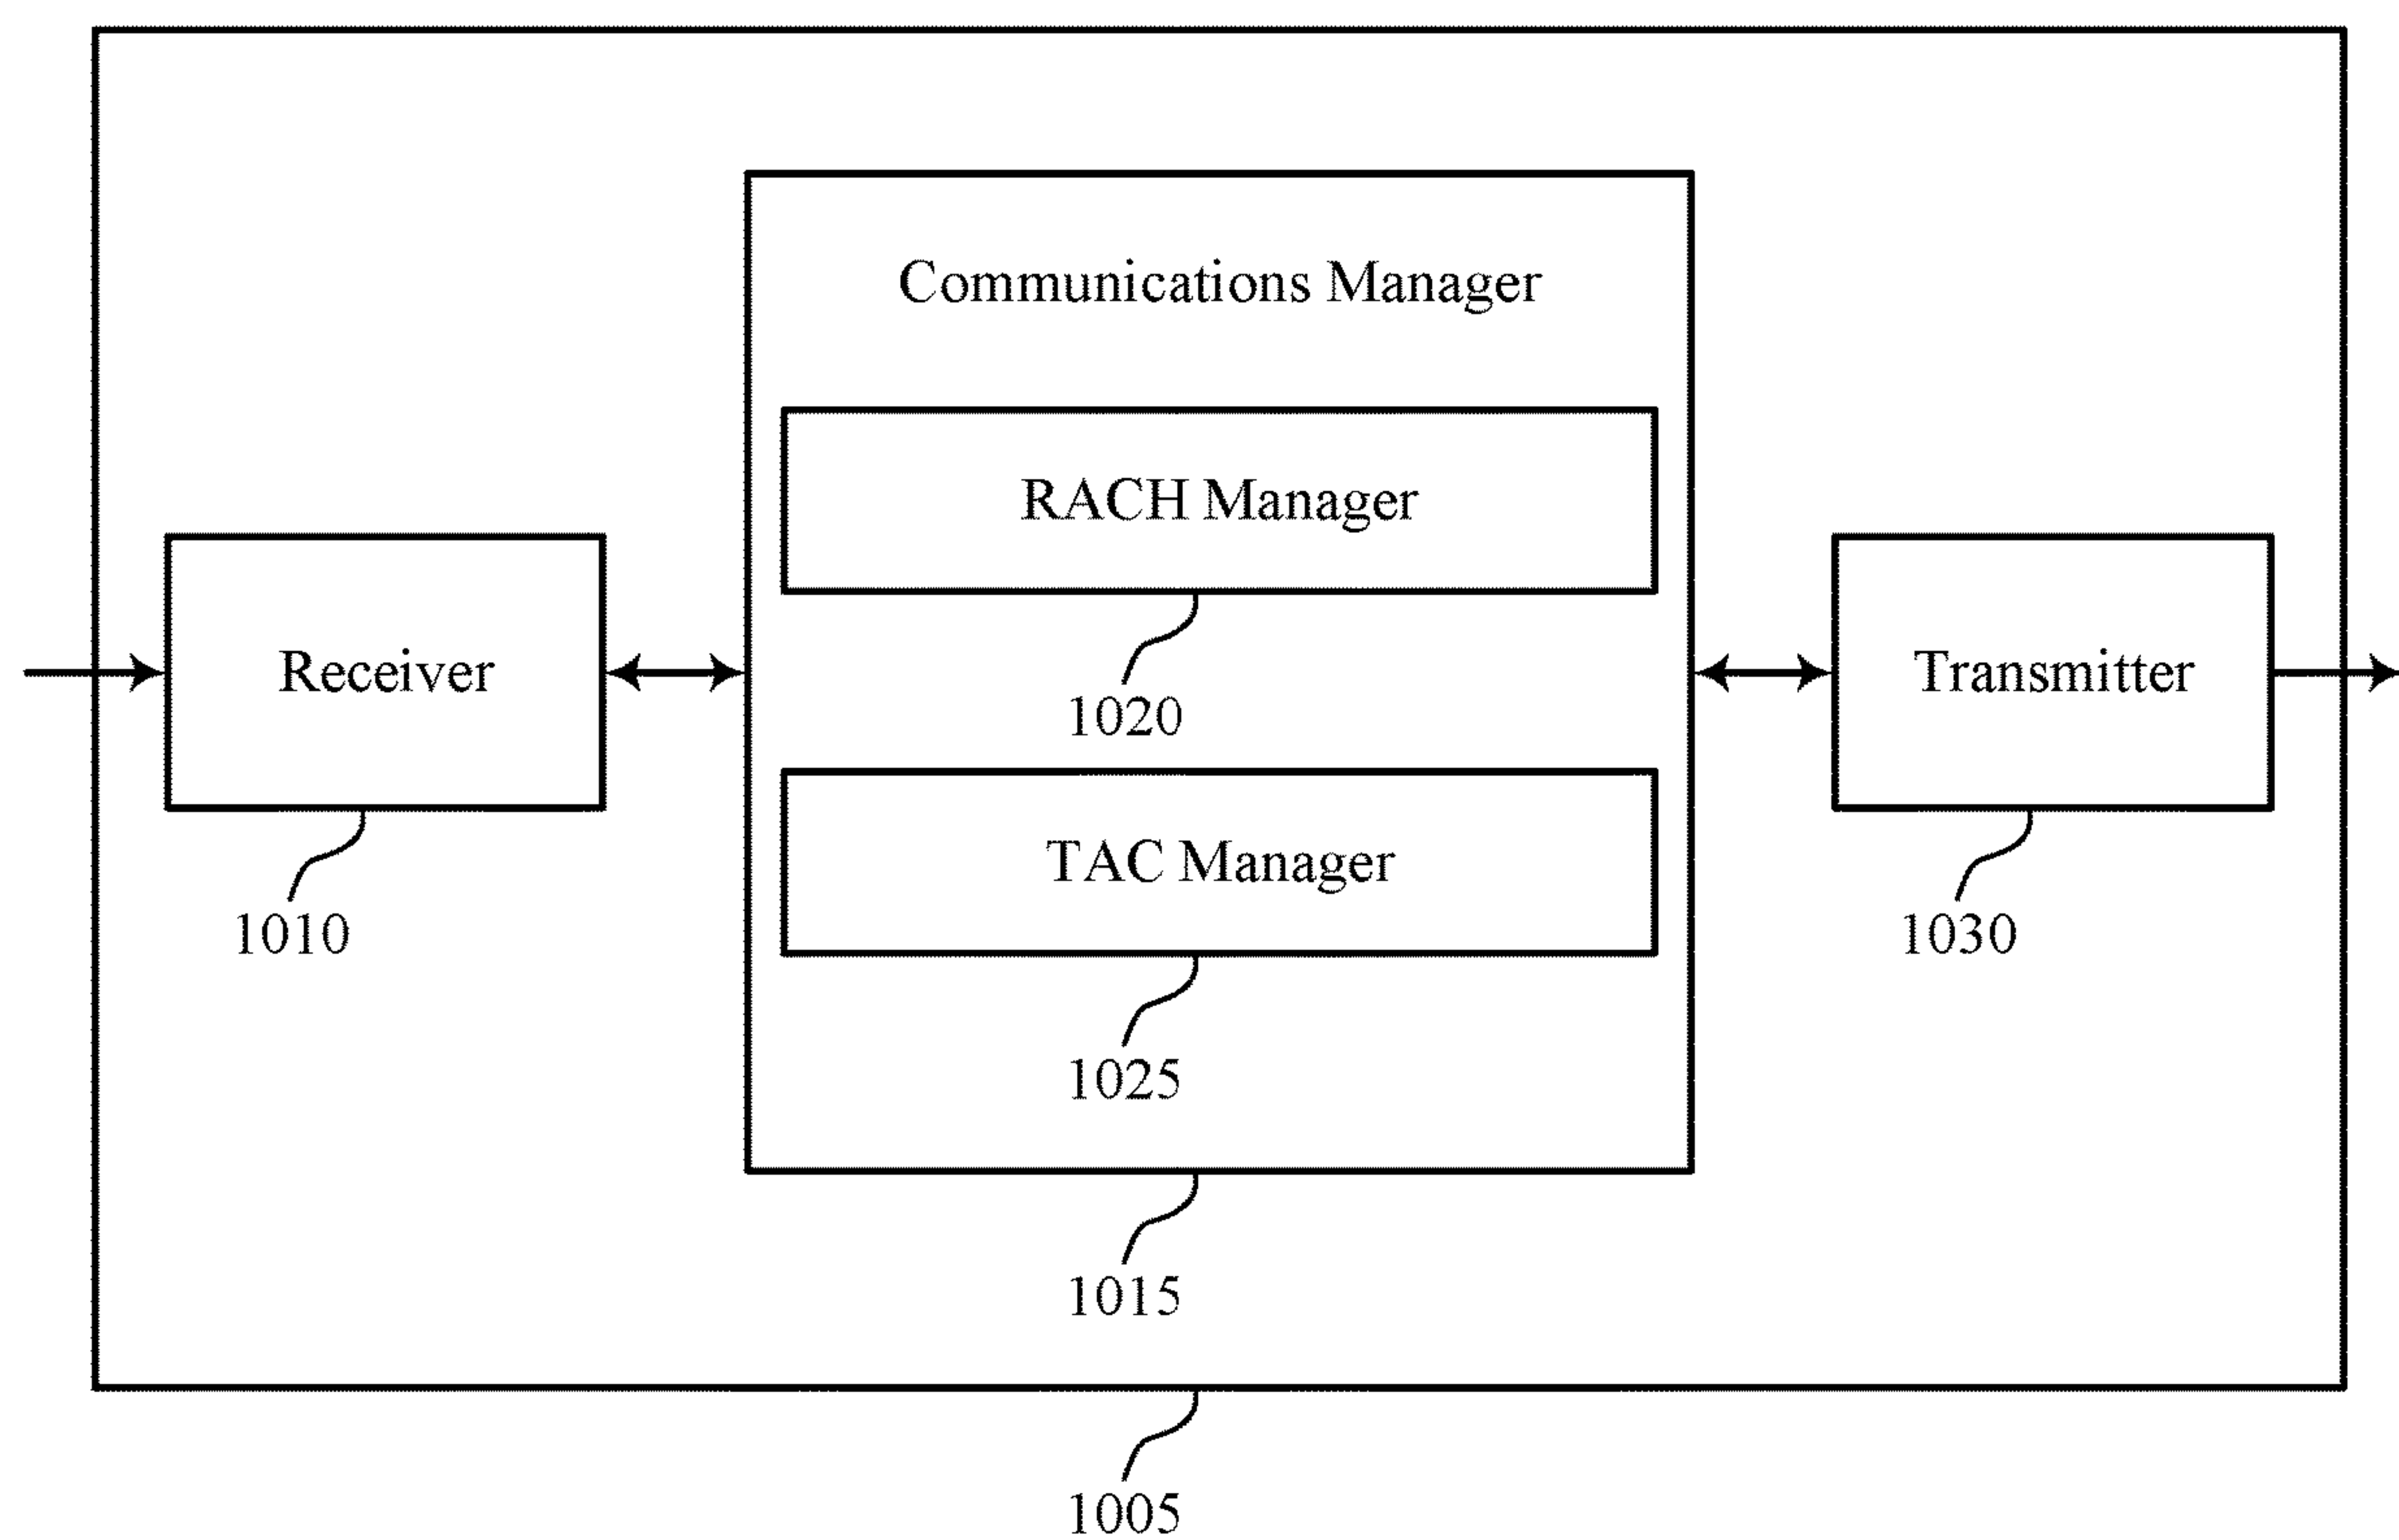 Communications Manager
RACH Manager
Receiver
Transmitter
1020
TAC Manager
1010
1030
1025
1015
1005